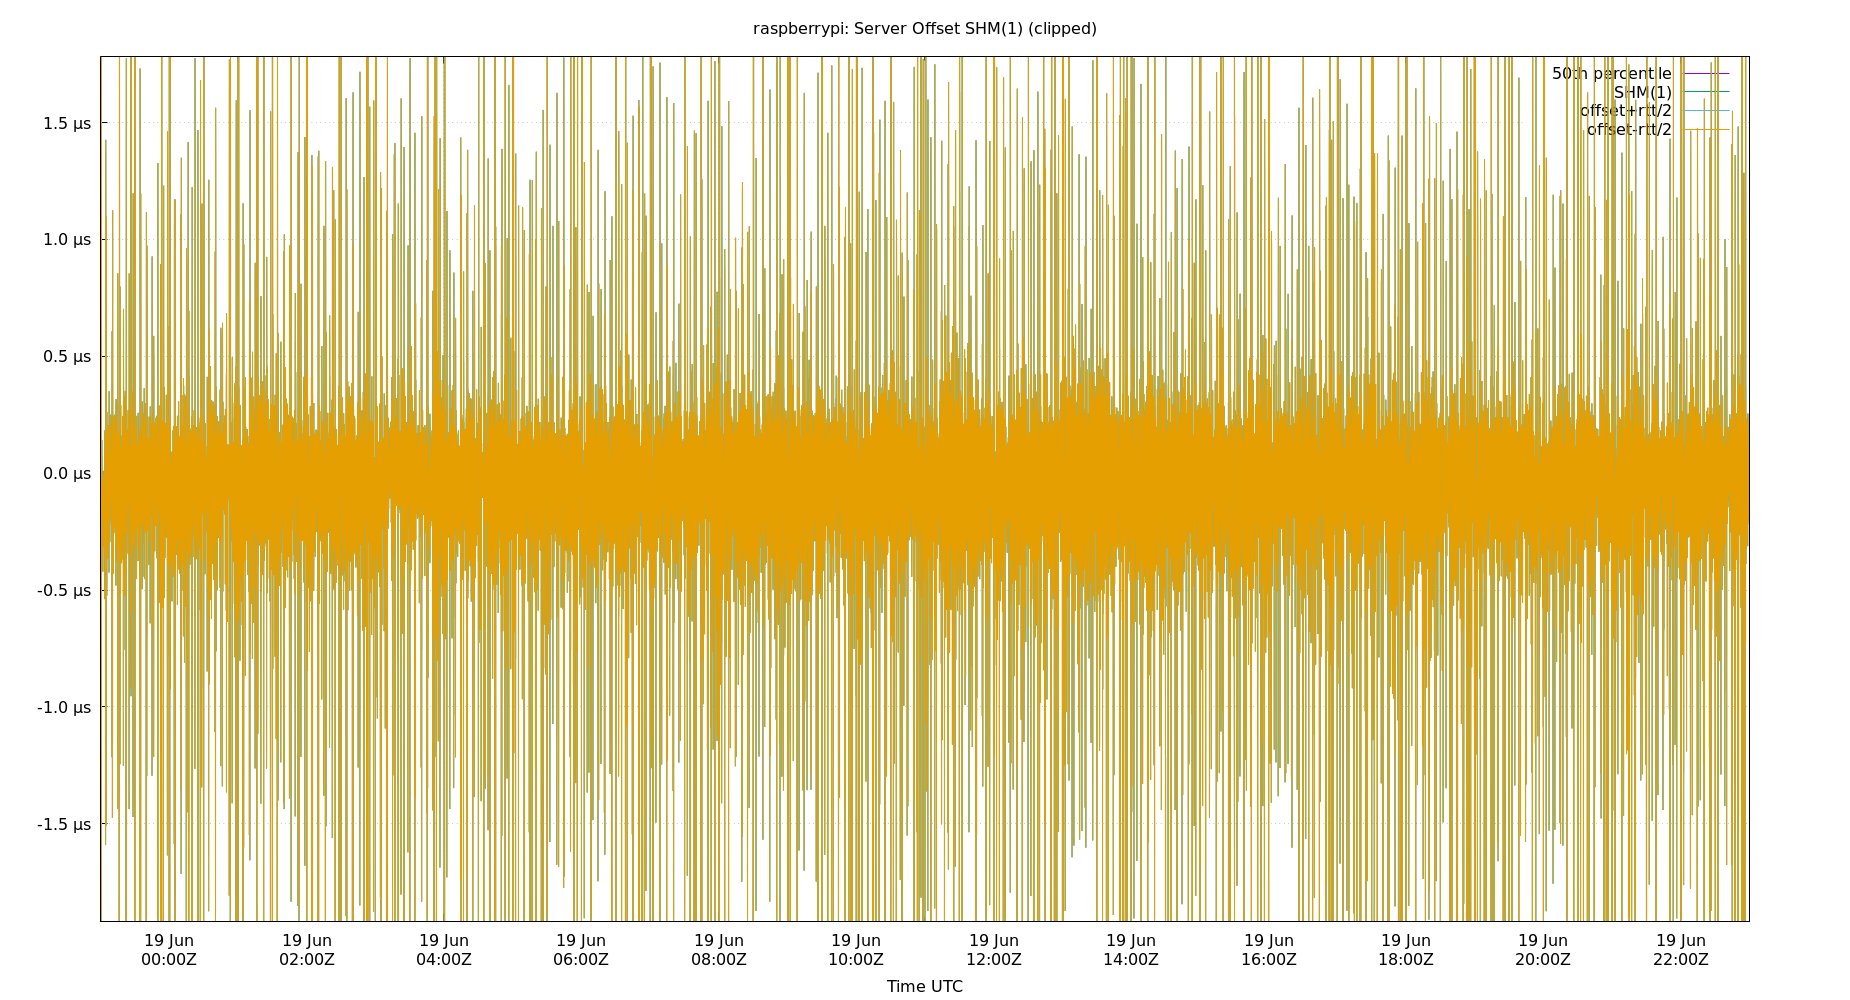 raspberrypi: Server Offset SHM(1) (clipped)
50th percentile
SHM(1)
offset+rtt/2
offset-rtt/2
1.5 µs
1.0 µs
0.5 µs
0.0 µs
-0.5 µs
-1.0 µs
-1.5 µs
19 Jun 19 Jun 19 Jun 19 Jun 19 Jun 19 Jun 19 Jun 19 Jun 19 Jun 19 Jun 19 Jun 19 Jun
00:00Z 02:00Z 04:00Z 06:00Z 08:00Z 10:00Z 12:00Z 14:00Z 16:00Z 18:00Z 20:00Z 22:00Z
Time UTC